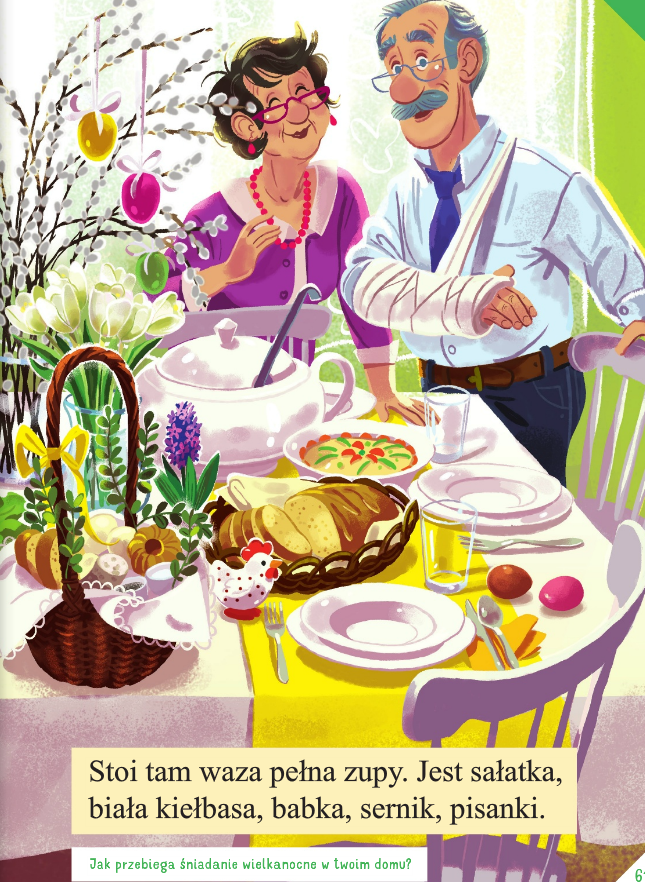 Stoi tam waza pełna zupy. Jest sałatka,
biała kiełbasa, babka, sernik, pisanki.
Jak przebiega śniadanie wielkanocne w twoim domu?